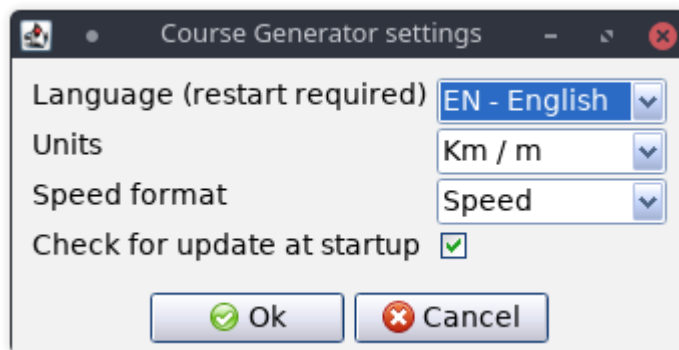 Course Generator settings
Language (restart required) EN - English
Units Km / m
Speed format Speed
Check for update at startup
Ok Cancel